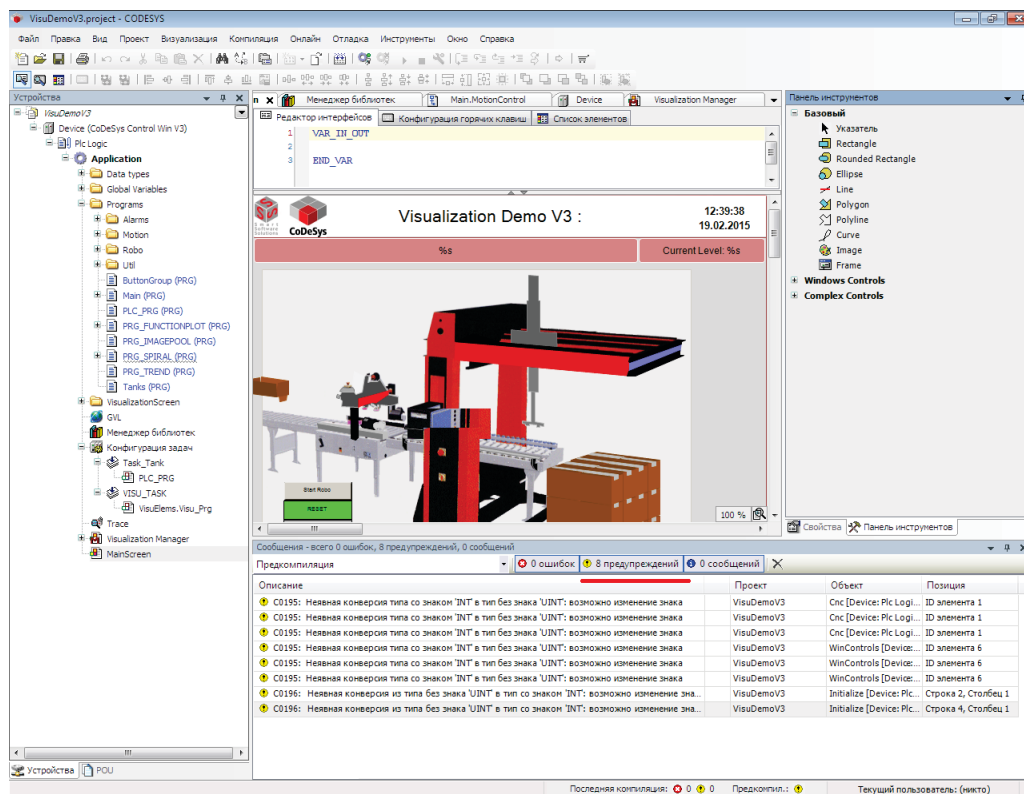 VisuDemoV3.project - CODESYS
Файл Правка Вид Проект Визуализация Компиляция Онлайн Отладка Инструменты Окно Справка
Устройства
VisuDemoV3
Device (CoDeSys Control Win V3)
Plc Logic
Application
Data types
Global Variables
Programs
Alarms
Motion
Robo
Util
ButtonGroup (PRG)
Main (PRG)
PLC_PRG (PRG)
PRG_FUNCTIONPLOT (PRG)
PRG_IMAGEPOOL (PRG)
PRG_SPIRAL (PRG)
PRG_TREND (PRG)
Tanks (PRG)
VisualizationScreen
GVL
Менеджер библиотек
Конфигурация задач
Task_Tank
PLC_PRG
VISU_TASK
VisuElems.Visu_Prg
Trace
Visualization Manager
MainScreen
Устройства POU
n Менеджер библиотек Main.MotionControl Device Visualization Manager
Редактор интерфейсов Конфигурация горячих клавиш Список элементов
1 VAR_IN_OUT
2
3 END_VAR
Smart Software Solutions
CoDeSys
Visualization Demo V3 :
12:39:38
19.02.2015
%s Current Level: %s
Start Robo
RESET
100 %
Панель инструментов
Базовый
Указатель
Rectangle
Rounded Rectangle
Ellipse
Line
Polygon
Polyline
Curve
Image
Frame
Windows Controls
Complex Controls
Свойства Панель инструментов
Сообщения - всего 0 ошибок, 8 предупреждений, 0 сообщений
Предкомпиляция 0 ошибок 8 предупреждений 0 сообщений
Описание Проект Объект Позиция
C0195: Неявная конверсия типа со знаком 'INT' в тип без знака 'UINT': возможно изменение знака VisuDemoV3 Cnc [Device: Plc Logi... ID элемента 1
C0195: Неявная конверсия типа со знаком 'INT' в тип без знака 'UINT': возможно изменение знака VisuDemoV3 Cnc [Device: Plc Logi... ID элемента 1
C0195: Неявная конверсия типа со знаком 'INT' в тип без знака 'UINT': возможно изменение знака VisuDemoV3 Cnc [Device: Plc Logi... ID элемента 1
C0195: Неявная конверсия типа со знаком 'INT' в тип без знака 'UINT': возможно изменение знака VisuDemoV3 WinControls [Device:... ID элемента 6
C0195: Неявная конверсия типа со знаком 'INT' в тип без знака 'UINT': возможно изменение знака VisuDemoV3 WinControls [Device:... ID элемента 6
C0195: Неявная конверсия типа со знаком 'INT' в тип без знака 'UINT': возможно изменение знака VisuDemoV3 WinControls [Device:... ID элемента 6
C0196: Неявная конверсия из типа без знака 'UINT' в тип со знаком 'INT': возможно изменение зна... VisuDemoV3 Initialize [Device: Plc... Строка 2, Столбец 1
C0196: Неявная конверсия из типа без знака 'UINT' в тип со знаком 'INT': возможно изменение зна... VisuDemoV3 Initialize [Device: Plc... Строка 4, Столбец 1
Последняя компиляция: 0 0 Предкомпил.: Текущий пользователь: (никто)